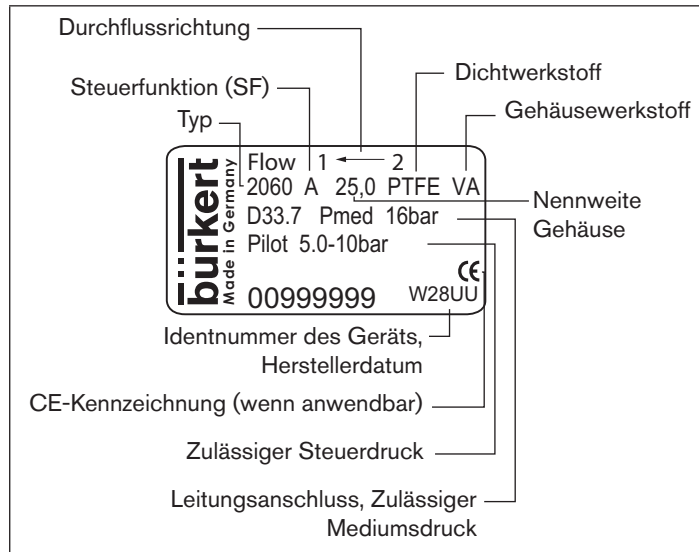 Durchflussrichtung
Steuerfunktion (SF)
Dichtwerkstoff
Typ
Gehäusewerkstoff
Flow 1 ← 2
2060 A 25,0 PTFE VA
D33.7 Pmed 16bar
Pilot 5.0-10bar
CE
00999999 W28UU
bürkert
Made in Germany
Nennweite
Gehäuse
Identnummer des Geräts,
Herstellerdatum
CE-Kennzeichnung (wenn anwendbar)
Zulässiger Steuerdruck
Leitungsanschluss, Zulässiger
Mediumsdruck